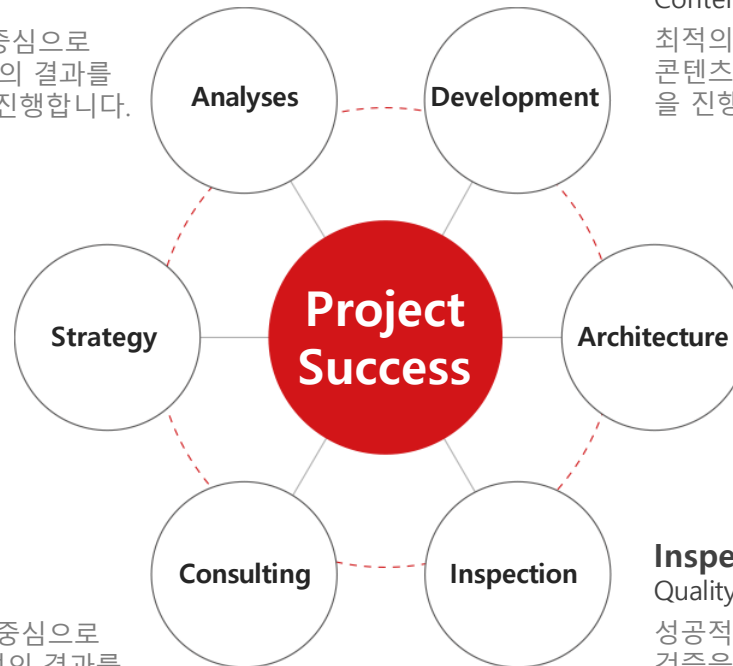 중심으로
의 결과를
진행합니다.
Analyses
Development
최적의
콘텐츠
을 진행
Strategy
Project
Success
Architecture
Consulting
Inspection
Quality
중심으로
성공적